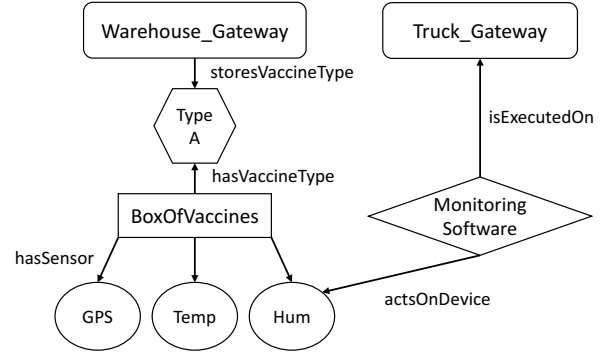 Warehouse_Gateway
Truck_Gateway
storesVaccineType
Type
A
isExecutedOn
hasVaccineType
BoxOfVaccines
Monitoring
Software
hasSensor
GPS
Temp
Hum
actsOnDevice